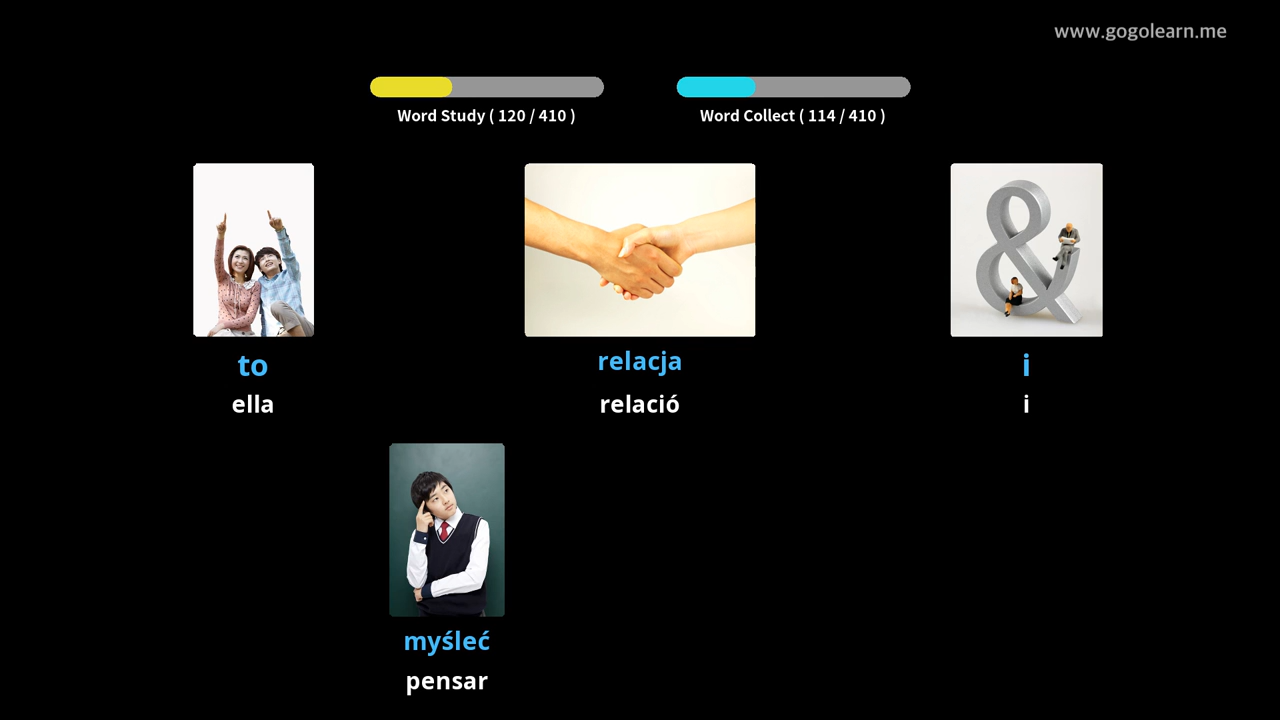 www.gogolearn.me
Word Study ( 120 / 410 )
Word Collect ( 114 / 410 )
to
relacja
i
ella
relació
i
myśleć
pensar